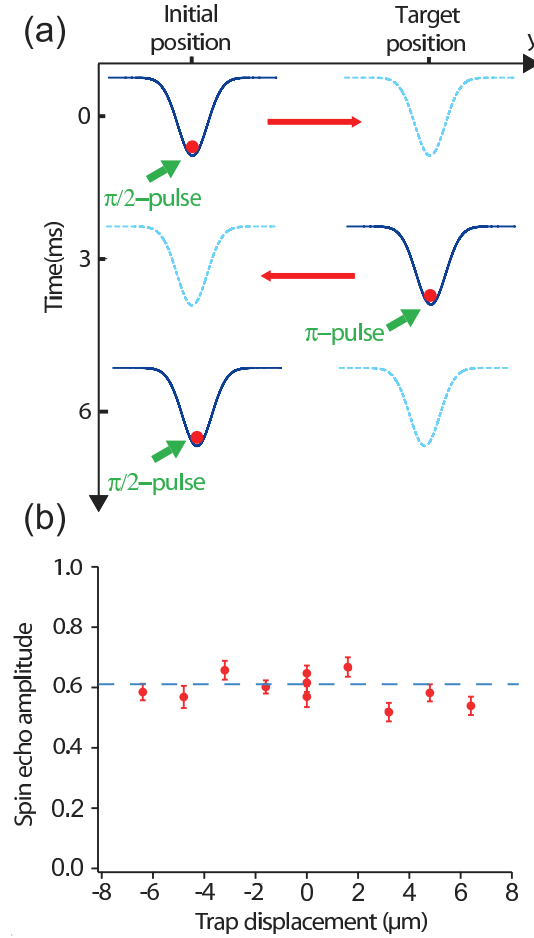 (a)
Initial
position
Target
position
y
0
π/2–pulse
Time(ms)
3
π–pulse
6
π/2–pulse
(b)
1.0
0.8
0.6
0.4
0.2
0.0
Spin echo amplitude
-8 -6 -4 -2 0 2 4 6 8
Trap displacement (μm)